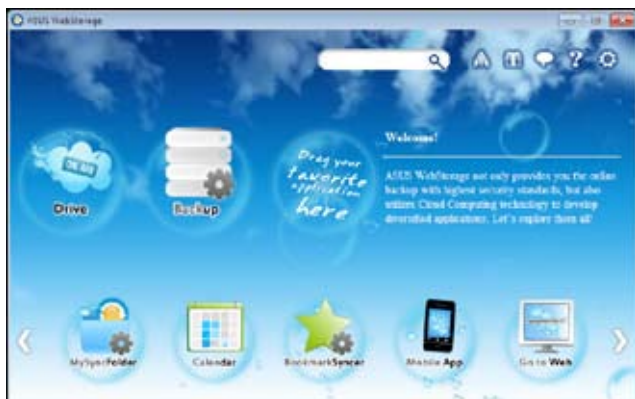 ASUS WebStorage
Welcome!
Drag your
favorite
application
here
ASUS WebStorage not only provides you the online
backup with highest security standards, but also
utilizes Cloud Computing technology to develop
diversified applications. Let's explore them all!
Drive
Backup
MySyncFolder
Calendar
BookmarkSyncer
Mobile App
Go to Web